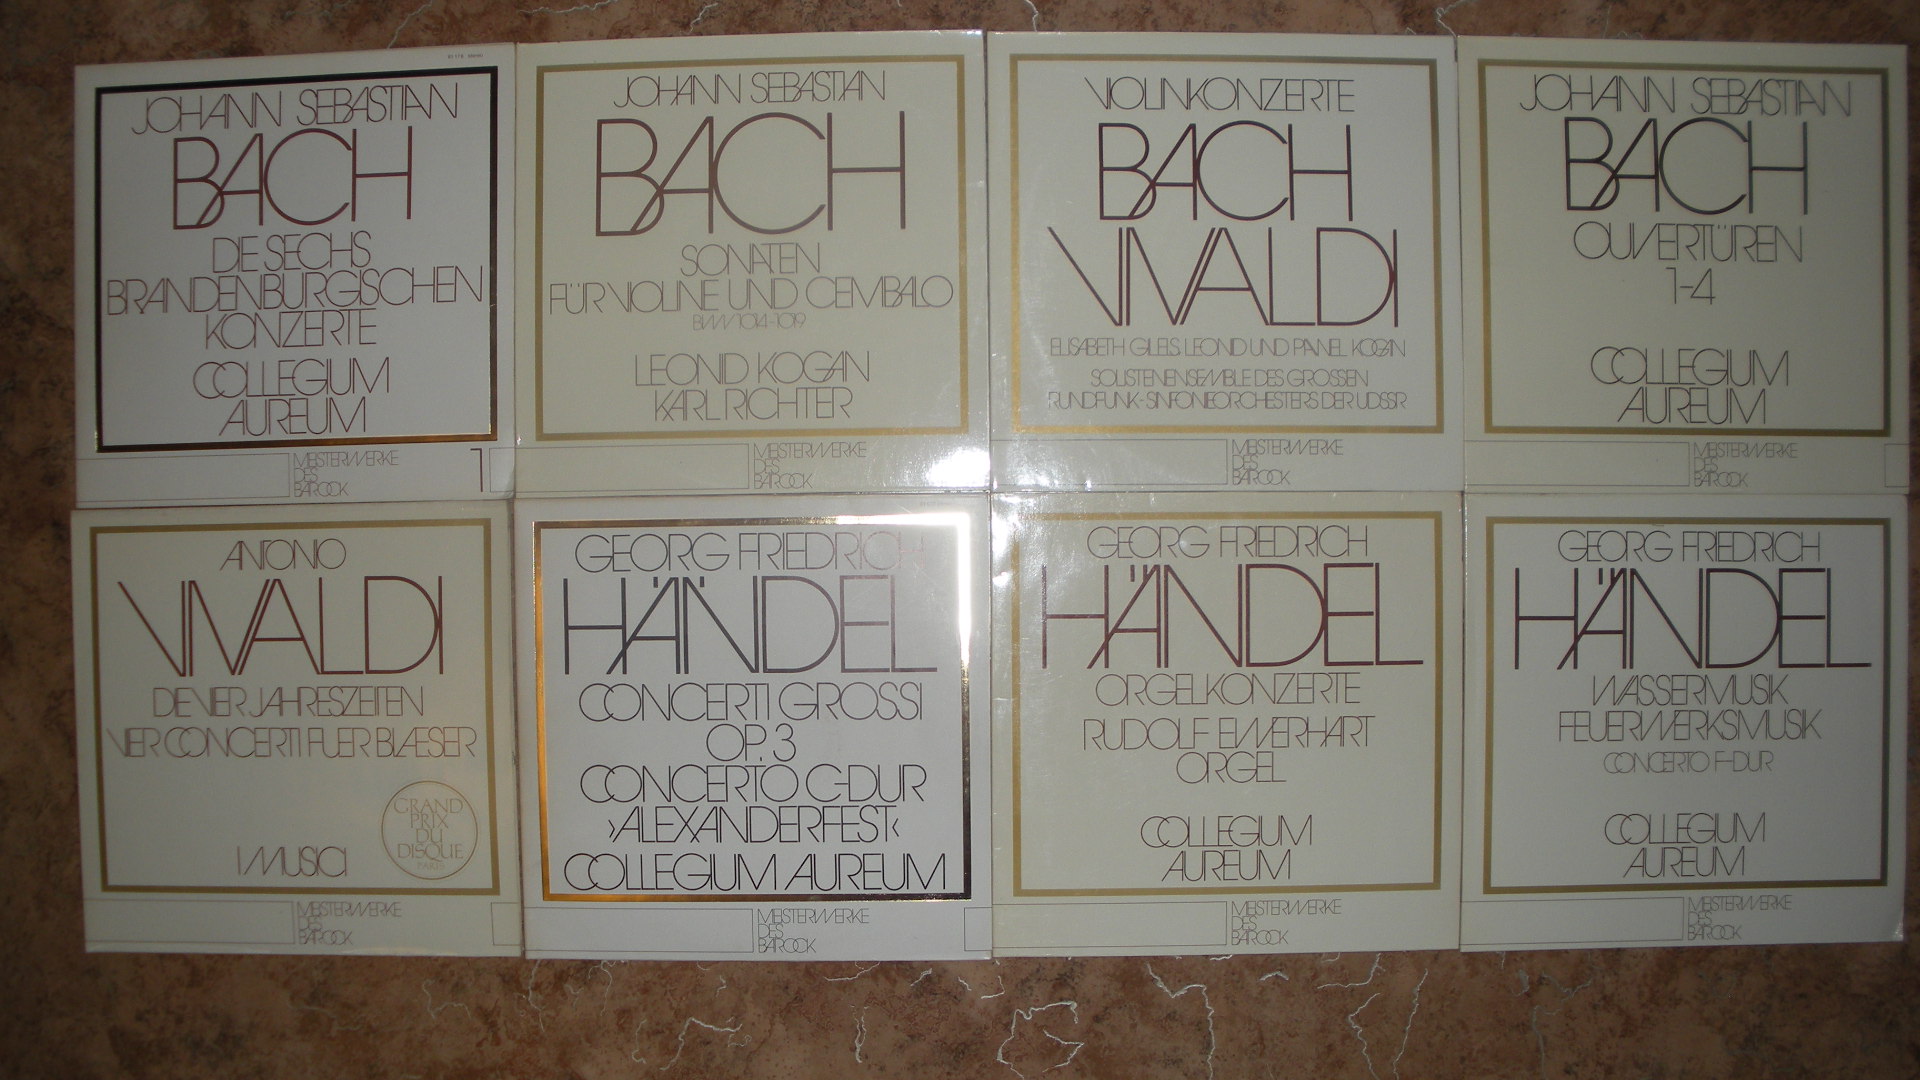 JOHANN SEBASTIAN
BACH
DIE SECHS
BRANDENBURGISCHEN
KONZERTE
COLLEGIUM
AUREUM
MEISTERWERKE
DES
BAROCK
1
JOHANN SEBASTIAN
BACH
SONATEN
FÜR VIOLINE UND CEMBALO
BWV 1014-1019
LEONID KOGAN
KARL RICHTER
MEISTERWERKE
DES
BAROCK
VIOLINKONZERTE
BACH
VIVALDI
ELISABETH GILELS, LEONID UND PAWEL KOGAN
SOLISTENENSEMBLE DES GROSSEN
RUNDFUNK-SINFONIEORCHESTERS DER UDSSR
MEISTERWERKE
DES
BAROCK
JOHANN SEBASTIAN
BACH
OUVERTÜREN
1-4
COLLEGIUM
AUREUM
MEISTERWERKE
DES
BAROCK
ANTONIO
VIVALDI
DIE VIER JAHRESZEITEN
VIER CONCERTI FUER BLÆSER
GRAND
PRIX
DU
DISQUE
PARIS
I MUSICI
MEISTERWERKE
DES
BAROCK
GEORG FRIEDRICH
HÄNDEL
CONCERTI GROSSI
OP. 3
CONCERTO C-DUR
›ALEXANDERFEST‹
COLLEGIUM AUREUM
MEISTERWERKE
DES
BAROCK
GEORG FRIEDRICH
HÄNDEL
ORGELKONZERTE
RUDOLF EWERHART
ORGEL
COLLEGIUM
AUREUM
MEISTERWERKE
DES
BAROCK
GEORG FRIEDRICH
HÄNDEL
WASSERMUSIK
FEUERWERKSMUSIK
CONCERTO F-DUR
COLLEGIUM
AUREUM
MEISTERWERKE
DES
BAROCK